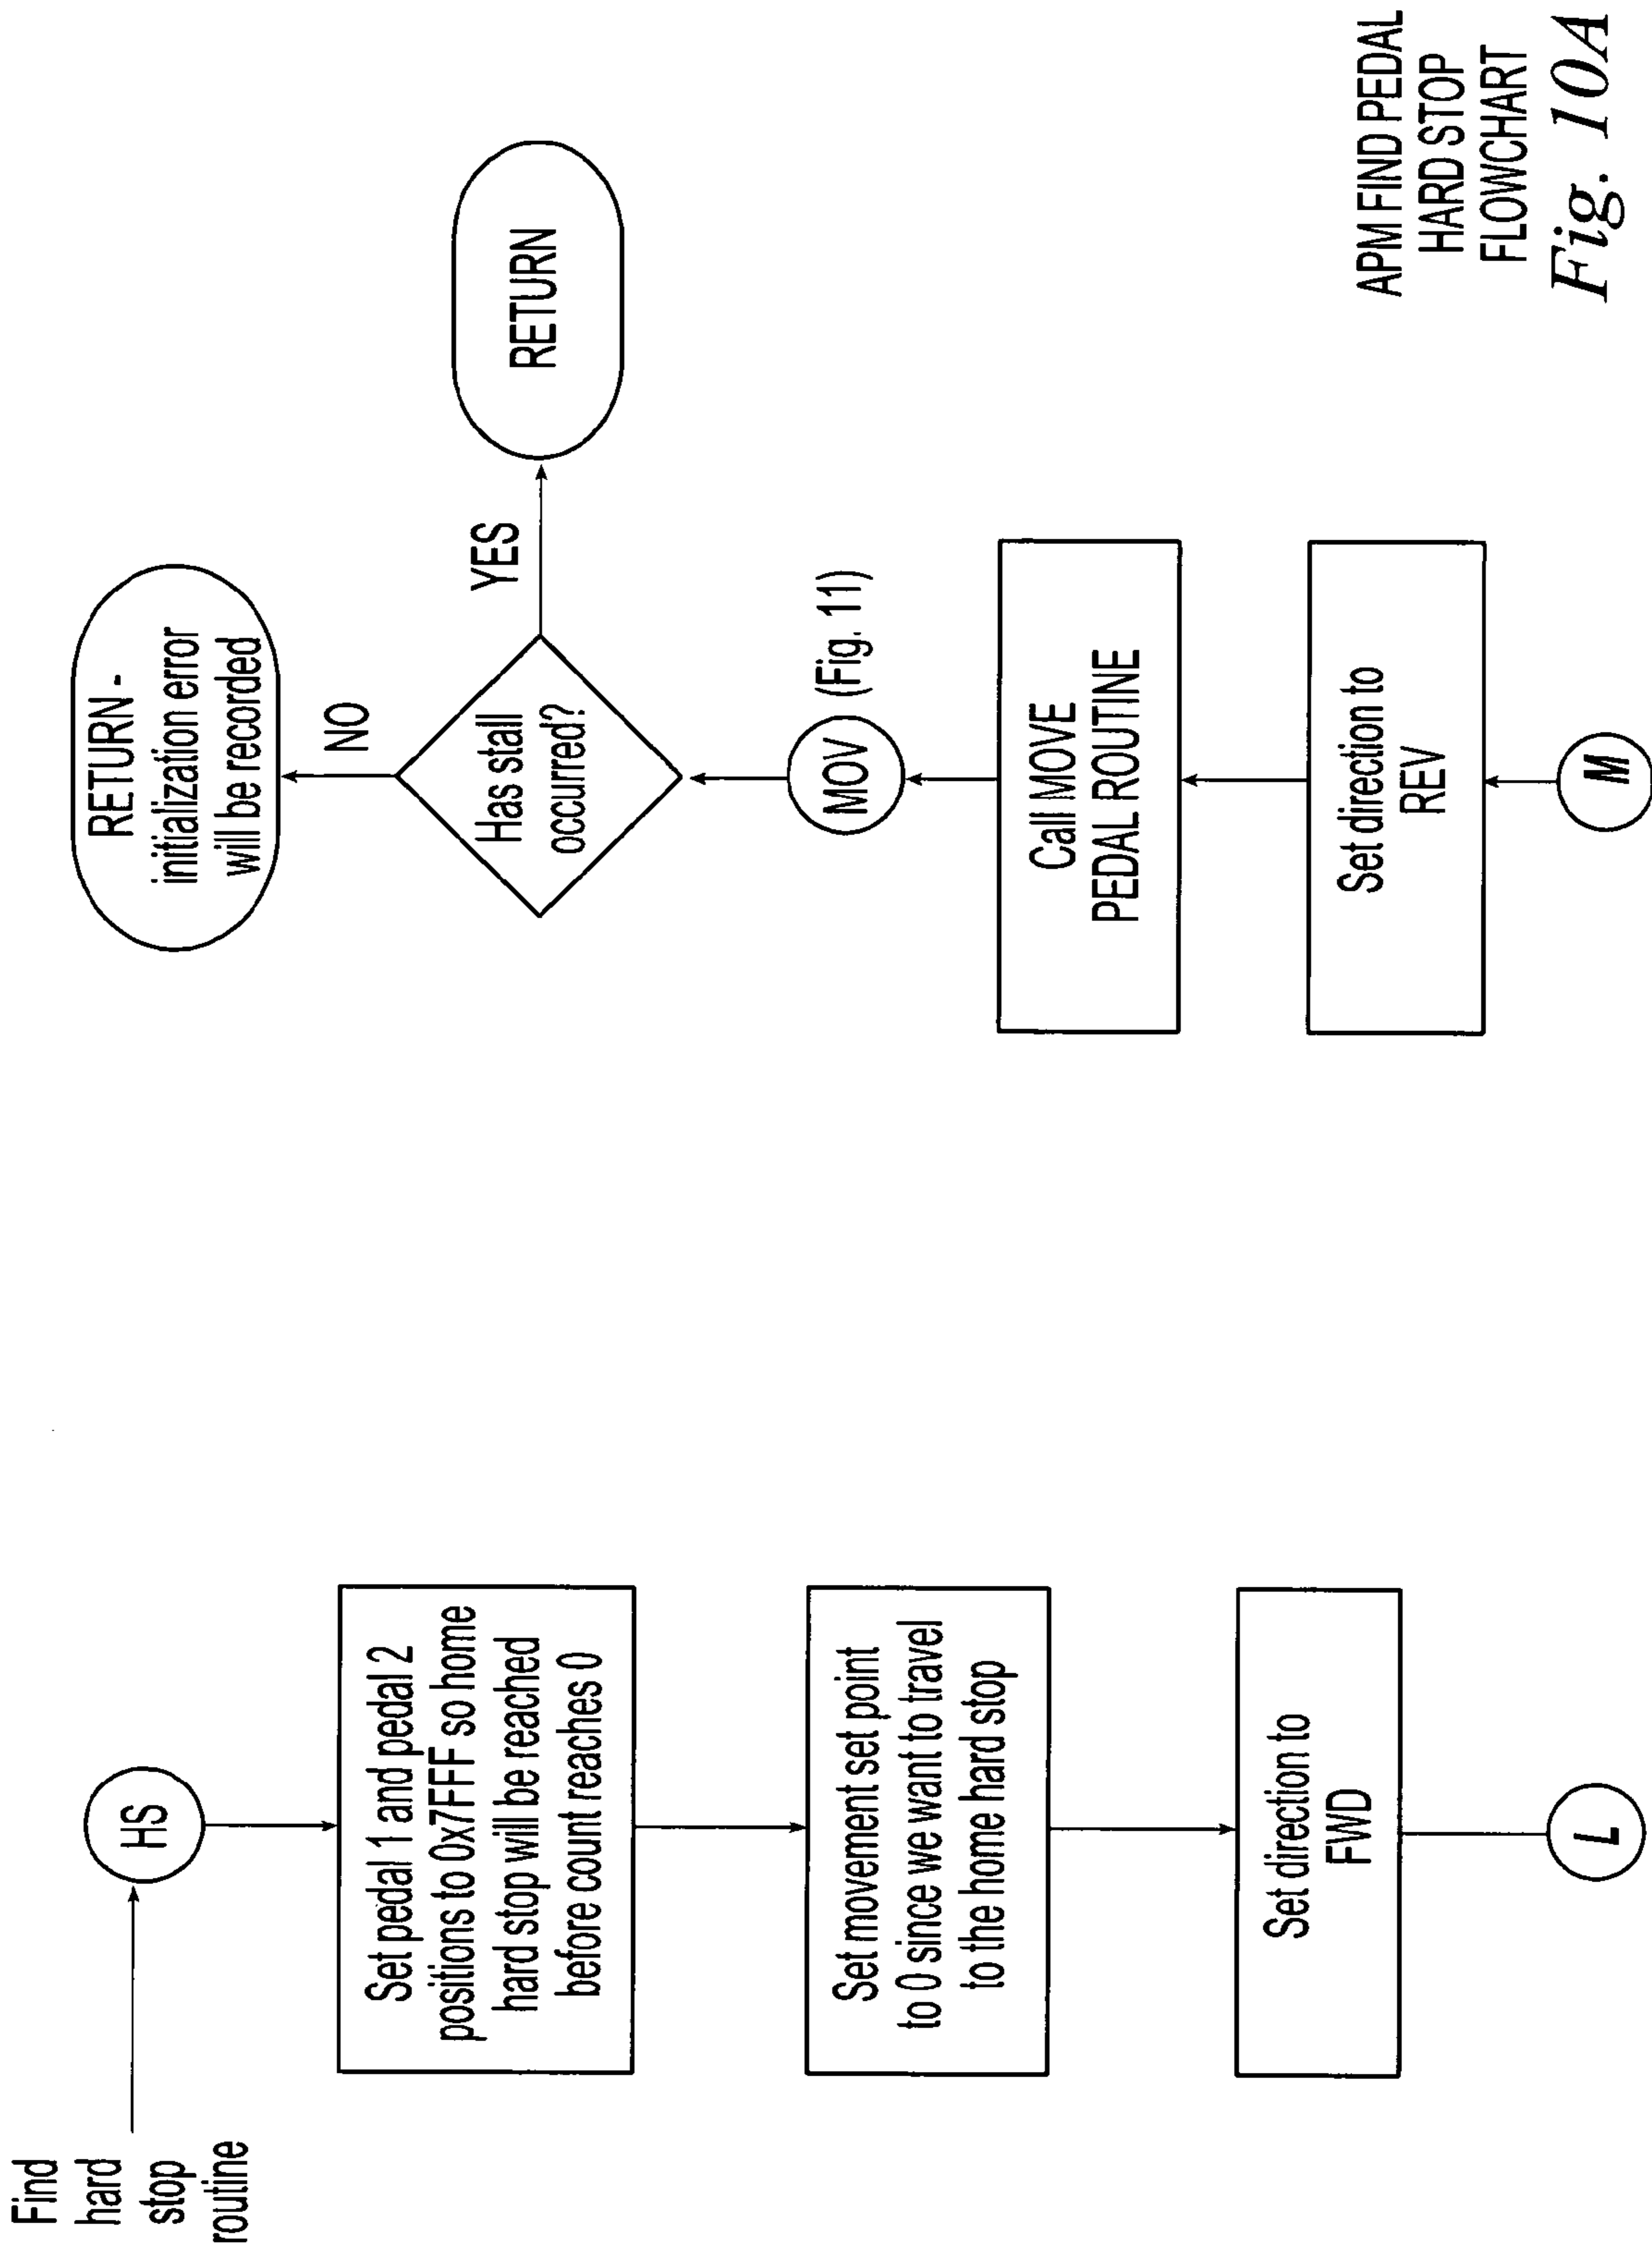 Find
hard
stop
routine
HS
Set pedal 1 and pedal 2
positions to 0x7FFF so home
hard stop will be reached
before count reaches 0
Set movement set point
to 0 since we want to travel
to the home hard stop
Set direction to
FWD
L
RETURN -
initialization error
will be recorded
NO
Has stall
occurred?
YES
RETURN
MOV (Fig. 11)
Call MOVE
PEDAL ROUTINE
Set direction to
REV
M
APM FIND PEDAL
HARD STOP
FLOWCHART
Fig. 10A